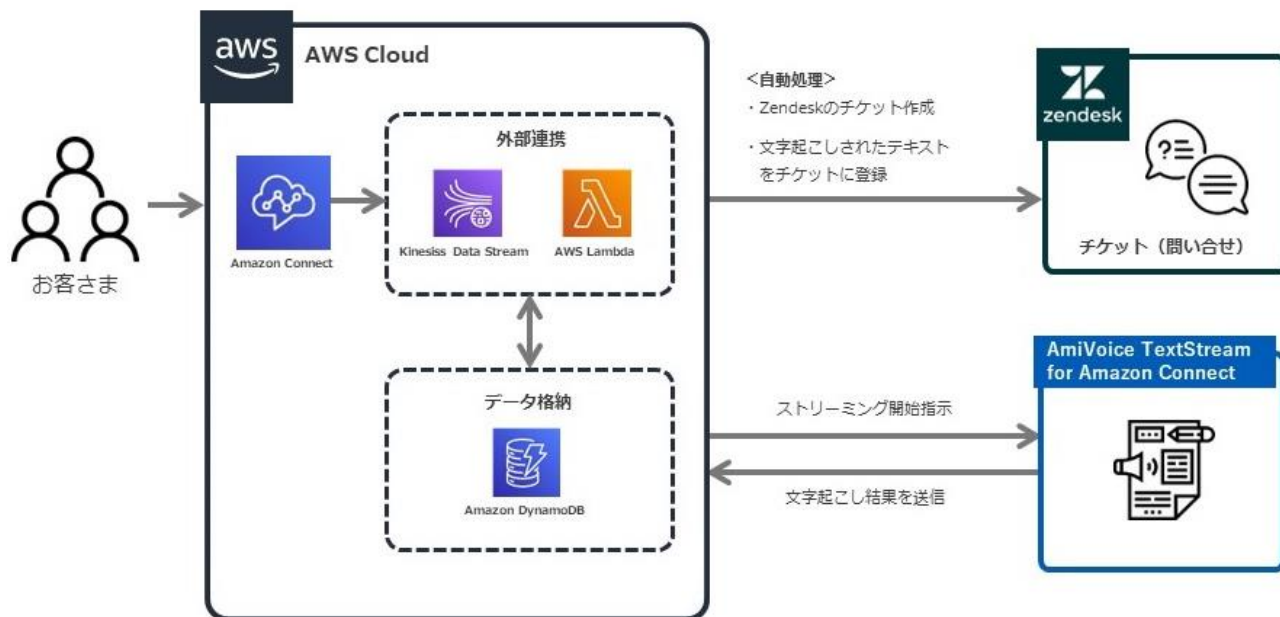 aws
AWS Cloud
外部連携
Amazon Connect
Kinesiss Data Stream
AWS Lambda
データ格納
Amazon DynamoDB
お客さま
<自動処理>
・Zendeskのチケット作成
・文字起こしされたテキスト
をチケットに登録
zendesk
?
チケット（問い合せ）
ストリーミング開始指示
文字起こし結果を送信
AmiVoice TextStream
for Amazon Connect